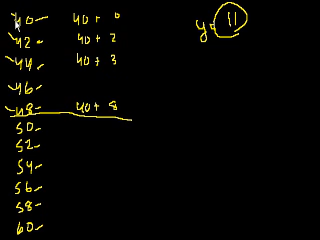 40 - 40 + 0
42 - 40 + 2
44 - 40 + 3
46 -
48 - 40 + 8
50 -
52 -
54 -
56 -
58 -
60 -
y = 11